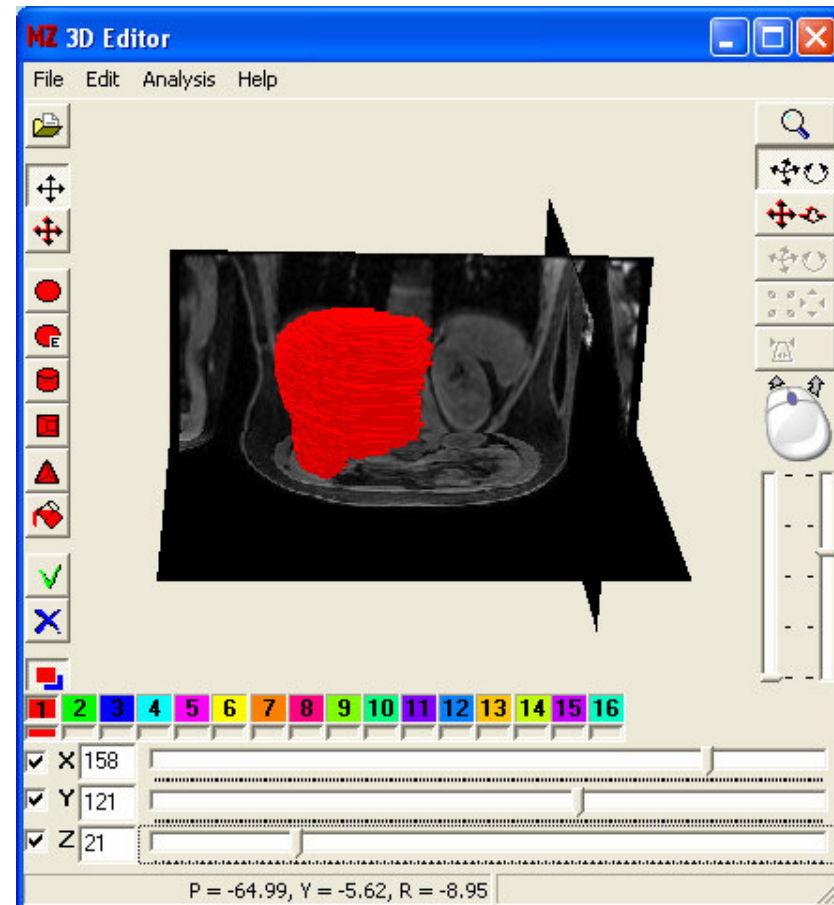 MZ 3D Editor
File Edit Analysis Help
E
1 2 3 4 5 6 7 8 9 10 11 12 13 14 15 16
X 158
Y 121
Z 21
P = -64.99, Y = -5.62, R = -8.95